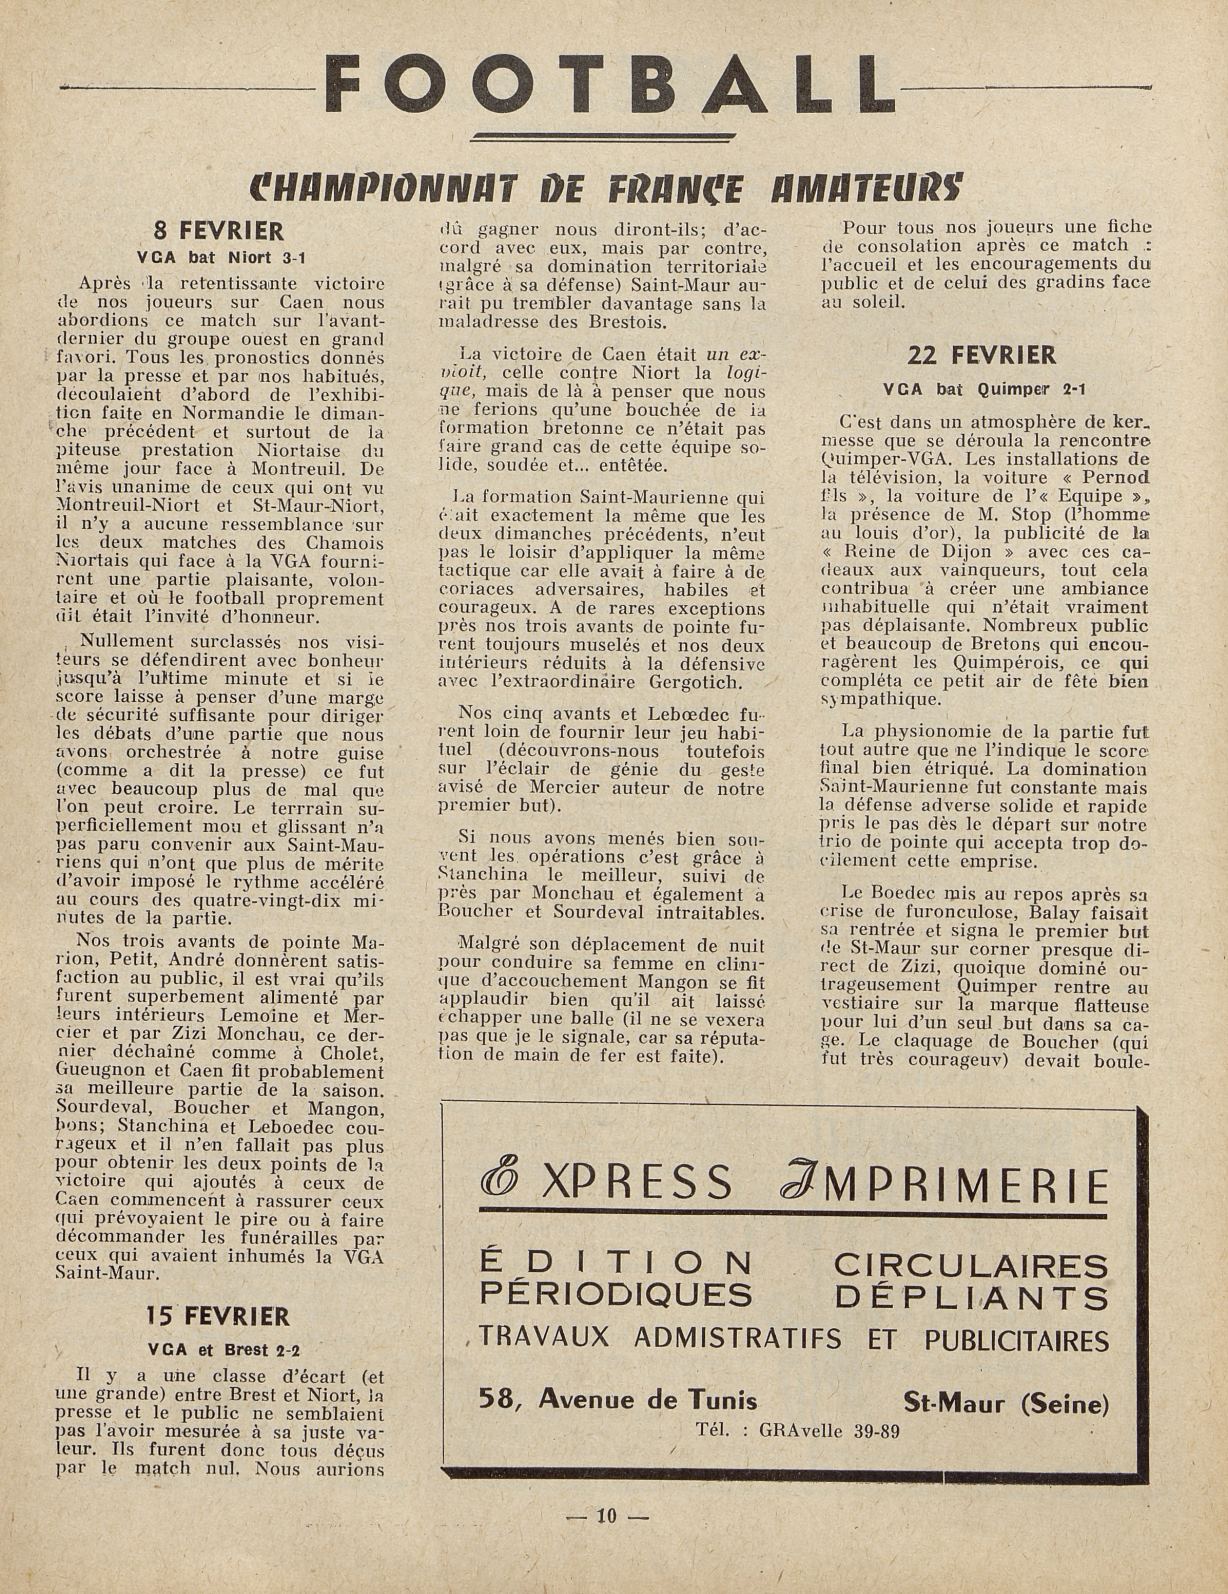 FOOTBALL
CHAMPIONNAT DE FRANCE AMATEURS
8 FEVRIER
VGA bat Niort 3-1
Après la retentissante victoire
de nos joueurs sur Caen nous
abordions ce match sur l'avant-
dernier du groupe ouest en grand
favori. Tous les pronostics donnés
par la presse et par nos habitués,
découlaient d'abord de l'exhibi-
tion faite en Normandie le diman-
che précédent et surtout de la
piteuse prestation Niortaise du
même jour face à Montreuil. De
l'avis unanime de ceux qui ont vu
Montreuil-Niort et St-Maur-Niort,
il n'y a aucune ressemblance sur
les deux matches des Chamois
Niortais qui face à la VGA fourni-
rent une partie plaisante, volon-
taire et où le football proprement
dit était l'invité d'honneur.
Nullement surclassés nos visi-
teurs se défendirent avec bonheur
jusqu'à l'ultime minute et si le
score laisse à penser d'une marge
de sécurité suffisante pour diriger
les débats d'une partie que nous
avons orchestrée à notre guise
(comme a dit la presse) ce fut
avec beaucoup plus de mal que
l'on peut croire. Le terrrain su-
perficiellement mou et glissant n'a
pas paru convenir aux Saint-Mau-
riens qui n'ont que plus de mérite
d'avoir imposé le rythme accéléré
au cours des quatre-vingt-dix mi-
nutes de la partie.
Nos trois avants de pointe Ma-
rion, Petit, André donnèrent satis-
faction au public, il est vrai qu'ils
furent superbement alimenté par
leurs intérieurs Lemoine et Mer-
cier et par Zizi Monchau, ce der-
nier déchaîné comme à Cholet,
Gueugnon et Caen fit probablement
sa meilleure partie de la saison.
Sourdeval, Boucher et Mangon,
bons; Stanchina et Leboedec cou-
rageux et il n'en fallait pas plus
pour obtenir les deux points de la
victoire qui ajoutés à ceux de
Caen commencent à rassurer ceux
qui prévoyaient le pire ou à faire
décommander les funérailles par
ceux qui avaient inhumés la VGA
Saint-Maur.
15 FEVRIER
VGA et Brest 2-2
Il y a une classe d'écart (et
une grande) entre Brest et Niort, la
presse et le public ne semblaient
pas l'avoir mesurée à sa juste va-
leur. Ils furent donc tous déçus
par le match nul. Nous aurions
dû gagner nous diront-ils; d'ac-
cord avec eux, mais par contre,
malgré sa domination territoriale
(grâce à sa défense) Saint-Maur au-
rait pu trembler davantage sans la
maladresse des Brestois.
La victoire de Caen était un ex-
ploit, celle contre Niort la logi-
que, mais de là à penser que nous
ne ferions qu'une bouchée de la
formation bretonne ce n'était pas
faire grand cas de cette équipe so-
lide, soudée et... entêtée.
La formation Saint-Maurienne qui
était exactement la même que les
deux dimanches précédents, n'eut
pas le loisir d'appliquer la même
tactique car elle avait à faire à de
coriaces adversaires, habiles et
courageux. A de rares exceptions
près nos trois avants de pointe fu-
rent toujours muselés et nos deux
intérieurs réduits à la défensive
avec l'extraordinaire Gergotich.
Nos cinq avants et Lebœdec fu-
rent loin de fournir leur jeu habi-
tuel (découvrons-nous toutefois
sur l'éclair de génie du geste
avisé de Mercier auteur de notre
premier but).
Si nous avons menés bien sou-
vent les opérations c'est grâce à
Stanchina le meilleur, suivi de
près par Monchau et également à
Boucher et Sourdeval intraitables.
Malgré son déplacement de nuit
pour conduire sa femme en clini-
que d'accouchement Mangon se fit
applaudir bien qu'il ait laissé
échapper une balle (il ne se vexera
pas que je le signale, car sa réputa-
tion de main de fer est faite).
Pour tous nos joueurs une fiche
de consolation après ce match :
l'accueil et les encouragements du
public et de celui des gradins face
au soleil.
22 FEVRIER
VGA bat Quimper 2-1
C'est dans un atmosphère de ker-
messe que se déroula la rencontre
Quimper-VGA. Les installations de
la télévision, la voiture « Pernod
fils », la voiture de l'« Equipe »,
la présence de M. Stop (l'homme
au louis d'or), la publicité de la
« Reine de Dijon » avec ces ca-
deaux aux vainqueurs, tout cela
contribua à créer une ambiance
inhabituelle qui n'était vraiment
pas déplaisante. Nombreux public
et beaucoup de Bretons qui encou-
ragèrent les Quimpérois, ce qui
compléta ce petit air de fête bien
sympathique.
La physionomie de la partie fut
tout autre que ne l'indique le score
final bien étriqué. La domination
Saint-Maurienne fut constante mais
la défense adverse solide et rapide
pris le pas dès le départ sur notre
trio de pointe qui accepta trop do-
cilement cette emprise.
Le Boedec mis au repos après sa
crise de furonculose, Balay faisait
sa rentrée et signa le premier but
de St-Maur sur corner presque di-
rect de Zizi, quoique dominé ou-
trageusement Quimper rentre au
vestiaire sur la marque flatteuse
pour lui d'un seul but dans sa ca-
ge. Le claquage de Boucher (qui
fut très courageuv) devait boule-
EXPRESS IMPRIMERIE
ÉDITION CIRCULAIRES
PÉRIODIQUES DÉPLIANTS
TRAVAUX ADMISTRATIFS ET PUBLICITAIRES
58, Avenue de Tunis St-Maur (Seine)
Tél. : GRAvelle 39-89
— 10 —